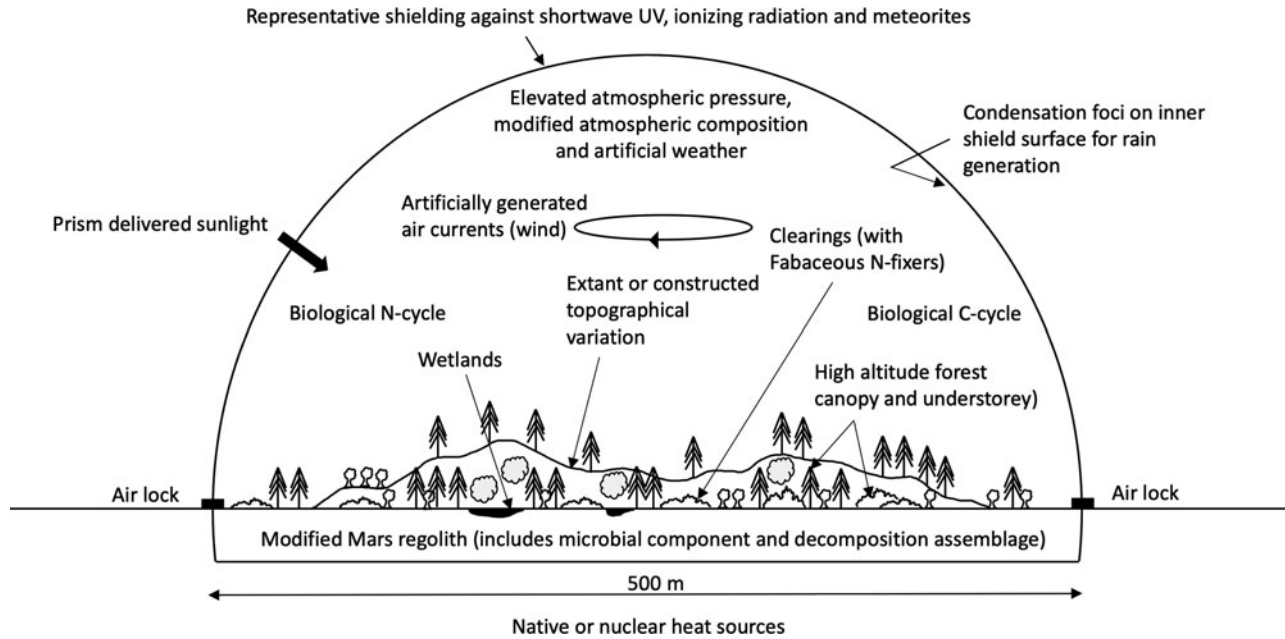 Representative shielding against shortwave UV, ionizing radiation and meteorites
Elevated atmospheric pressure,
modified atmospheric composition
and artificial weather
Condensation foci on inner
shield surface for rain
generation
Prism delivered sunlight
Artificially generated
air currents (wind)
Clearings (with
Fabaceous N-fixers)
Extant or constructed
topographical
variation
Biological N-cycle
Biological C-cycle
Wetlands
High altitude forest
canopy and understorey)
Air lock
Air lock
Modified Mars regolith (includes microbial component and decomposition assemblage)
500 m
Native or nuclear heat sources